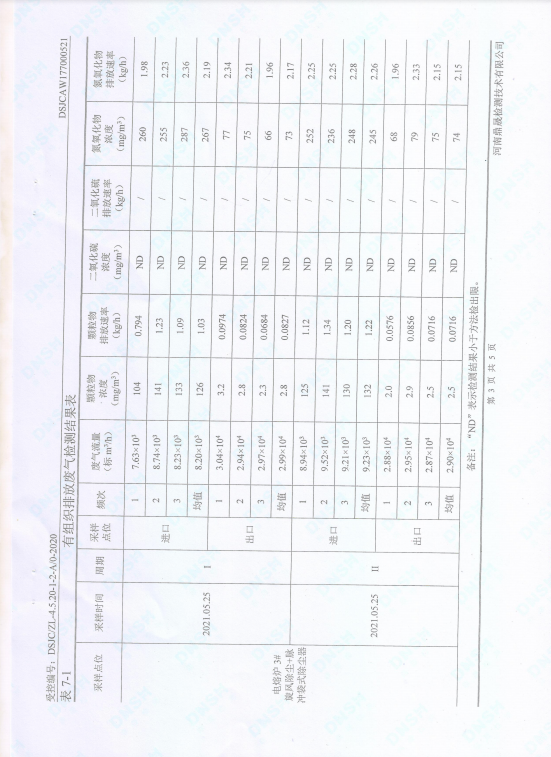 受控编号：DSJC/ZL-4.5.20-1-2-A/0-2020 DSJCAW177000521
表 7-1 有组织排放废气检测结果表
采样点位 采样时间 周期 采样点位 频次 废气流量（标 m³/h） 颗粒物浓度（mg/m³） 颗粒物排放速率（kg/h） 二氧化硫浓度（mg/m³） 二氧化硫排放速率（kg/h） 氮氧化物浓度（mg/m³） 氮氧化物排放速率（kg/h）
电熔炉 3#
旋风除尘+脉
冲袋式除尘器
2021.05.25 I 进口 1 7.63×10³ 104 0.794 ND / 260 1.98
2 8.74×10³ 141 1.23 ND / 255 2.23
3 8.23×10³ 133 1.09 ND / 287 2.36
均值 8.20×10³ 126 1.03 ND / 267 2.19
出口 1 3.04×10⁴ 3.2 0.0974 ND / 77 2.34
2 2.94×10⁴ 2.8 0.0824 ND / 75 2.21
3 2.97×10⁴ 2.3 0.0684 ND / 66 1.96
均值 2.99×10⁴ 2.8 0.0827 ND / 73 2.17
2021.05.25 II 进口 1 8.94×10³ 125 1.12 ND / 252 2.25
2 9.52×10³ 141 1.34 ND / 236 2.25
3 9.21×10³ 130 1.20 ND / 248 2.28
均值 9.23×10³ 132 1.22 ND / 245 2.26
出口 1 2.88×10⁴ 2.0 0.0576 ND / 68 1.96
2 2.95×10⁴ 2.9 0.0856 ND / 79 2.33
3 2.87×10⁴ 2.5 0.0716 ND / 75 2.15
均值 2.90×10⁴ 2.5 0.0716 ND / 74 2.15
备注：“ND”表示检测结果小于方法检出限。
第 3 页 共 5 页
河南鼎晟检测技术有限公司